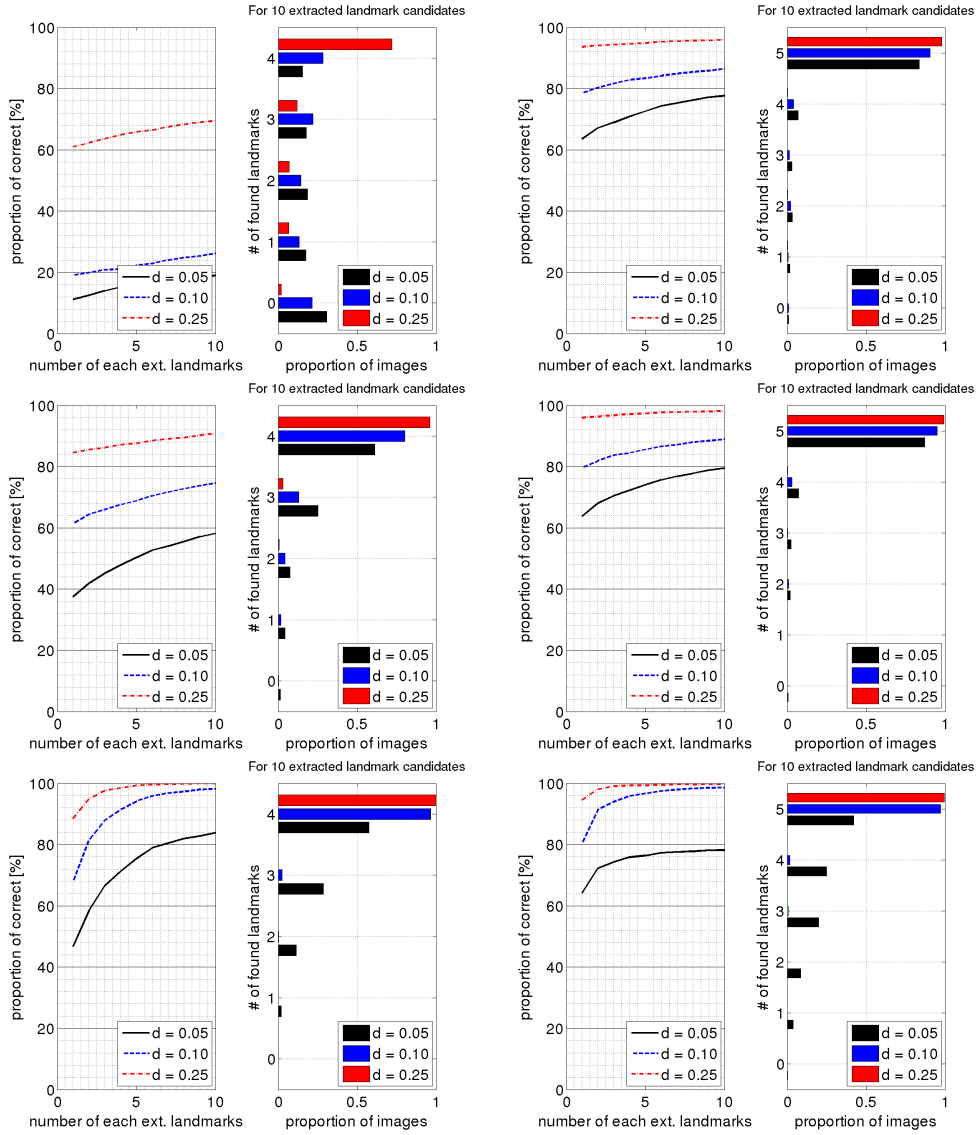 For 10 extracted landmark candidates
100
80
60
40
20
0
proportion of correct [%]
0
5
10
number of each ext. landmarks
d = 0.05
d = 0.10
d = 0.25
4
3
2
1
0
# of found landmarks
0
0.5
1
proportion of images
d = 0.05
d = 0.10
d = 0.25
For 10 extracted landmark candidates
100
80
60
40
20
0
proportion of correct [%]
0
5
10
number of each ext. landmarks
d = 0.05
d = 0.10
d = 0.25
5
4
3
2
1
0
# of found landmarks
0
0.5
1
proportion of images
d = 0.05
d = 0.10
d = 0.25
For 10 extracted landmark candidates
100
80
60
40
20
0
proportion of correct [%]
0
5
10
number of each ext. landmarks
d = 0.05
d = 0.10
d = 0.25
4
3
2
1
0
# of found landmarks
0
0.5
1
proportion of images
d = 0.05
d = 0.10
d = 0.25
For 10 extracted landmark candidates
100
80
60
40
20
0
proportion of correct [%]
0
5
10
number of each ext. landmarks
d = 0.05
d = 0.10
d = 0.25
5
4
3
2
1
0
# of found landmarks
0
0.5
1
proportion of images
d = 0.05
d = 0.10
d = 0.25
For 10 extracted landmark candidates
100
80
60
40
20
0
proportion of correct [%]
0
5
10
number of each ext. landmarks
d = 0.05
d = 0.10
d = 0.25
4
3
2
1
0
# of found landmarks
0
0.5
1
proportion of images
d = 0.05
d = 0.10
d = 0.25
For 10 extracted landmark candidates
100
80
60
40
20
0
proportion of correct [%]
0
5
10
number of each ext. landmarks
d = 0.05
d = 0.10
d = 0.25
5
4
3
2
1
0
# of found landmarks
0
0.5
1
proportion of images
d = 0.05
d = 0.10
d = 0.25